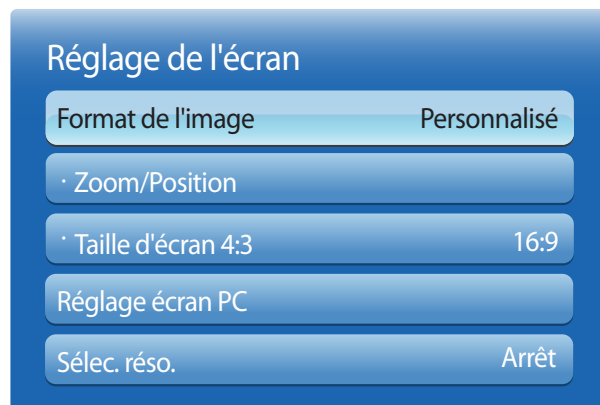 Réglage de l'écran
Format de l'image Personnalisé
· Zoom/Position
· Taille d'écran 4:3 16:9
Réglage écran PC
Sélec. réso. Arrêt